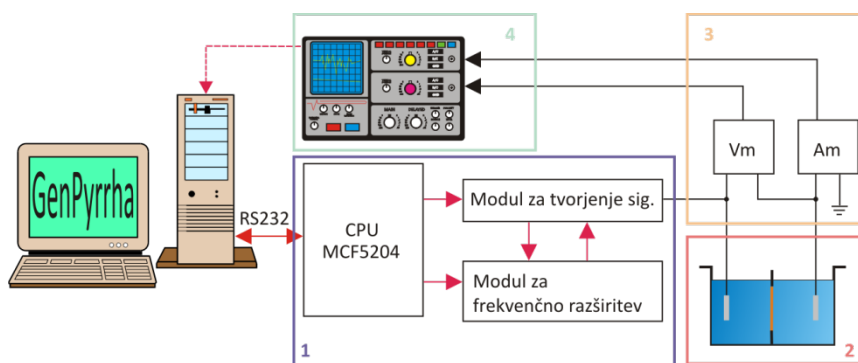 4
3
GenPyrrha
RS232
CPU
MCF5204
Modul za tvorjenje sig.
Modul za
frekvenčno razširitev
Vm
Am
1
2